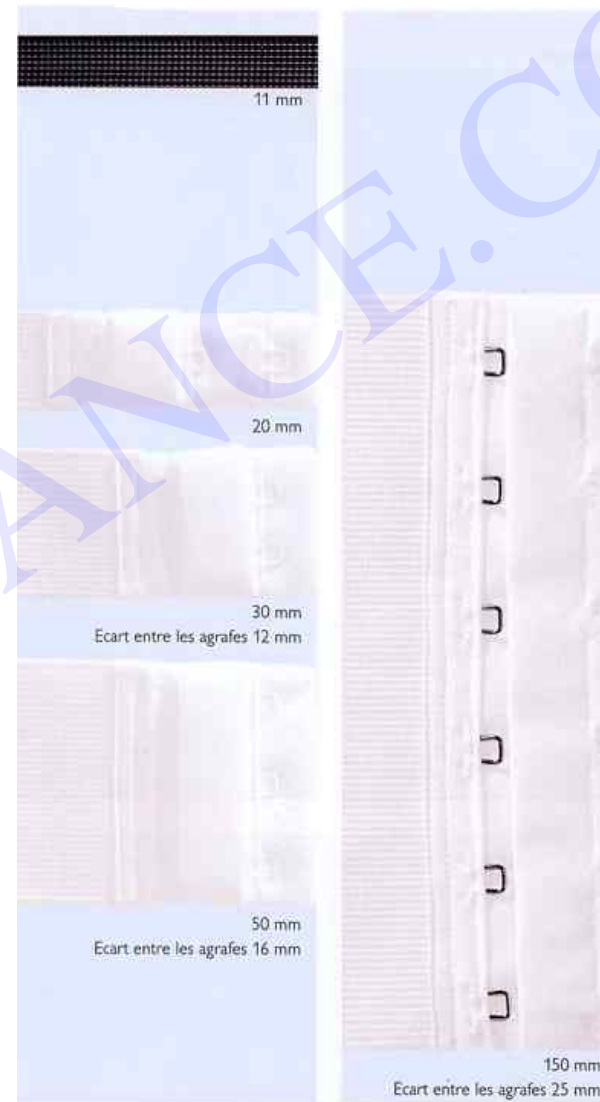 11 mm
20 mm
30 mm
Ecart entre les agrafes 12 mm
50 mm
Ecart entre les agrafes 16 mm
150 mm
Ecart entre les agrafes 25 mm
ANCE.CO